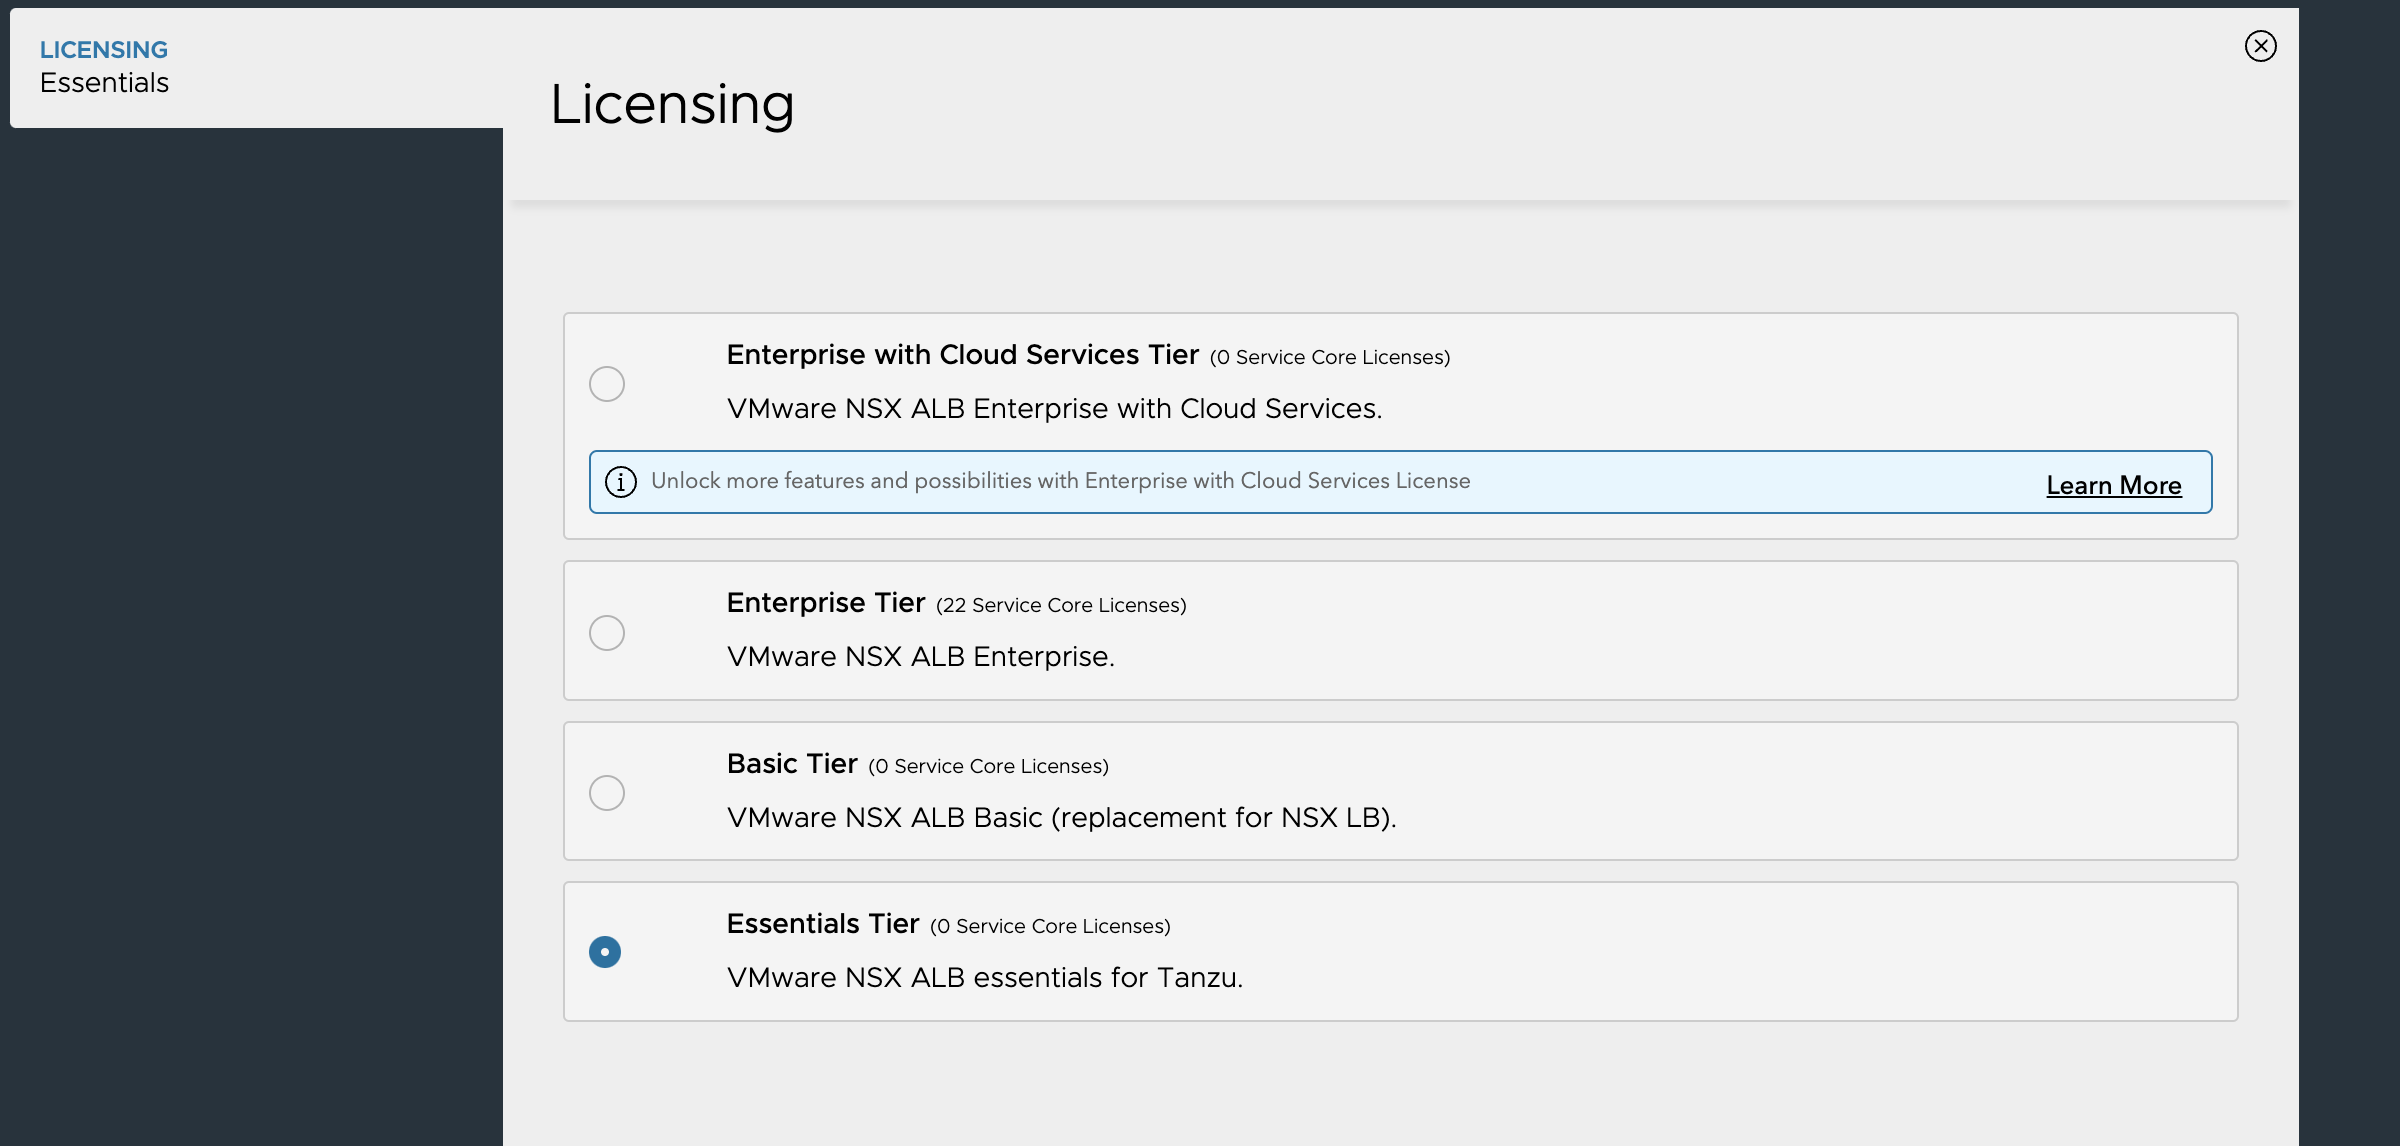 LICENSING
Essentials
Licensing
Enterprise with Cloud Services Tier (0 Service Core Licenses)
VMware NSX ALB Enterprise with Cloud Services.
Unlock more features and possibilities with Enterprise with Cloud Services License
Learn More
Enterprise Tier (22 Service Core Licenses)
VMware NSX ALB Enterprise.
Basic Tier (0 Service Core Licenses)
VMware NSX ALB Basic (replacement for NSX LB).
Essentials Tier (0 Service Core Licenses)
VMware NSX ALB essentials for Tanzu.